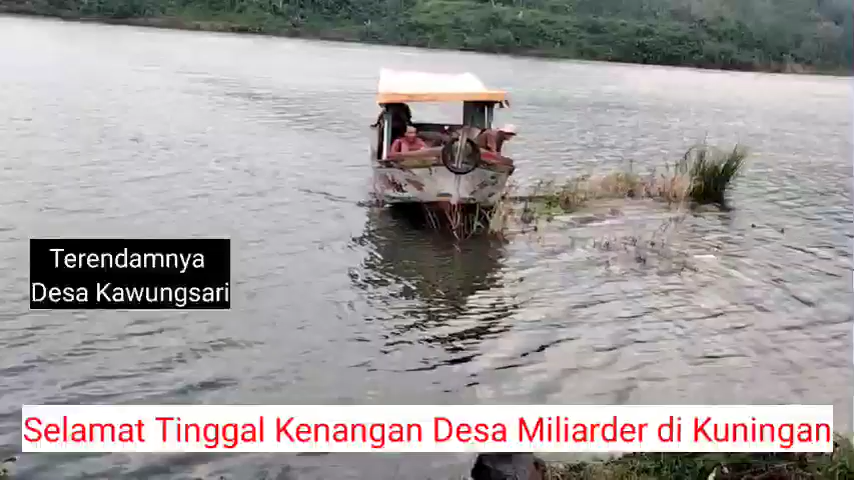 Terendamnya
Desa Kawungsari
Selamat Tinggal Kenangan Desa Miliarder di Kuningan